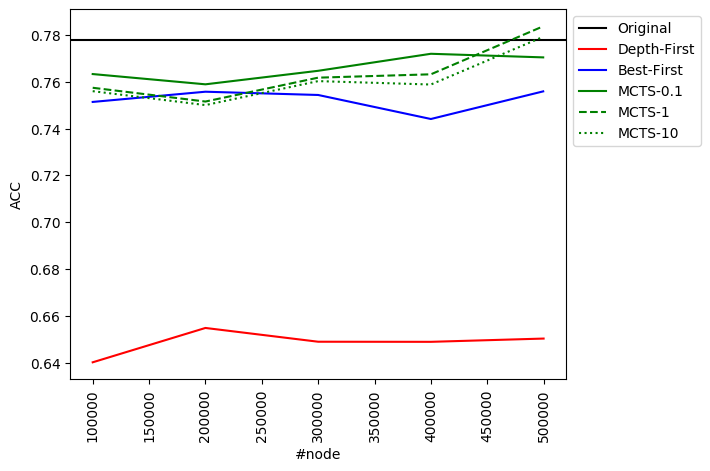 0.78
0.76
0.74
0.72
0.70
0.68
0.66
0.64
ACC
100000
150000
200000
250000
300000
350000
400000
450000
500000
#node
Original
Depth-First
Best-First
MCTS-0.1
MCTS-1
MCTS-10